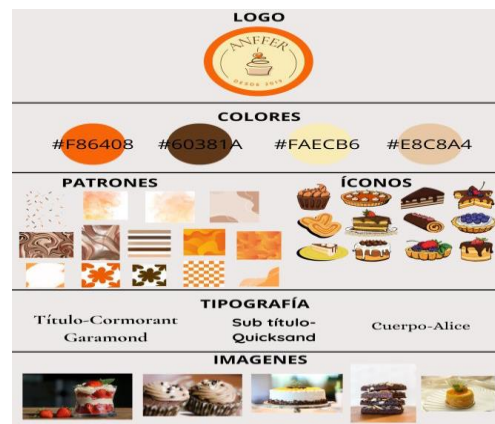 LOGO
ANFFER
DESDE 2015
COLORES
#F86408 #60381A #FAECB6 #E8C8A4
PATRONES
ÍCONOS
TIPOGRAFÍA
Título-Cormorant
Garamond
Sub título-
Quicksand
Cuerpo-Alice
IMAGENES